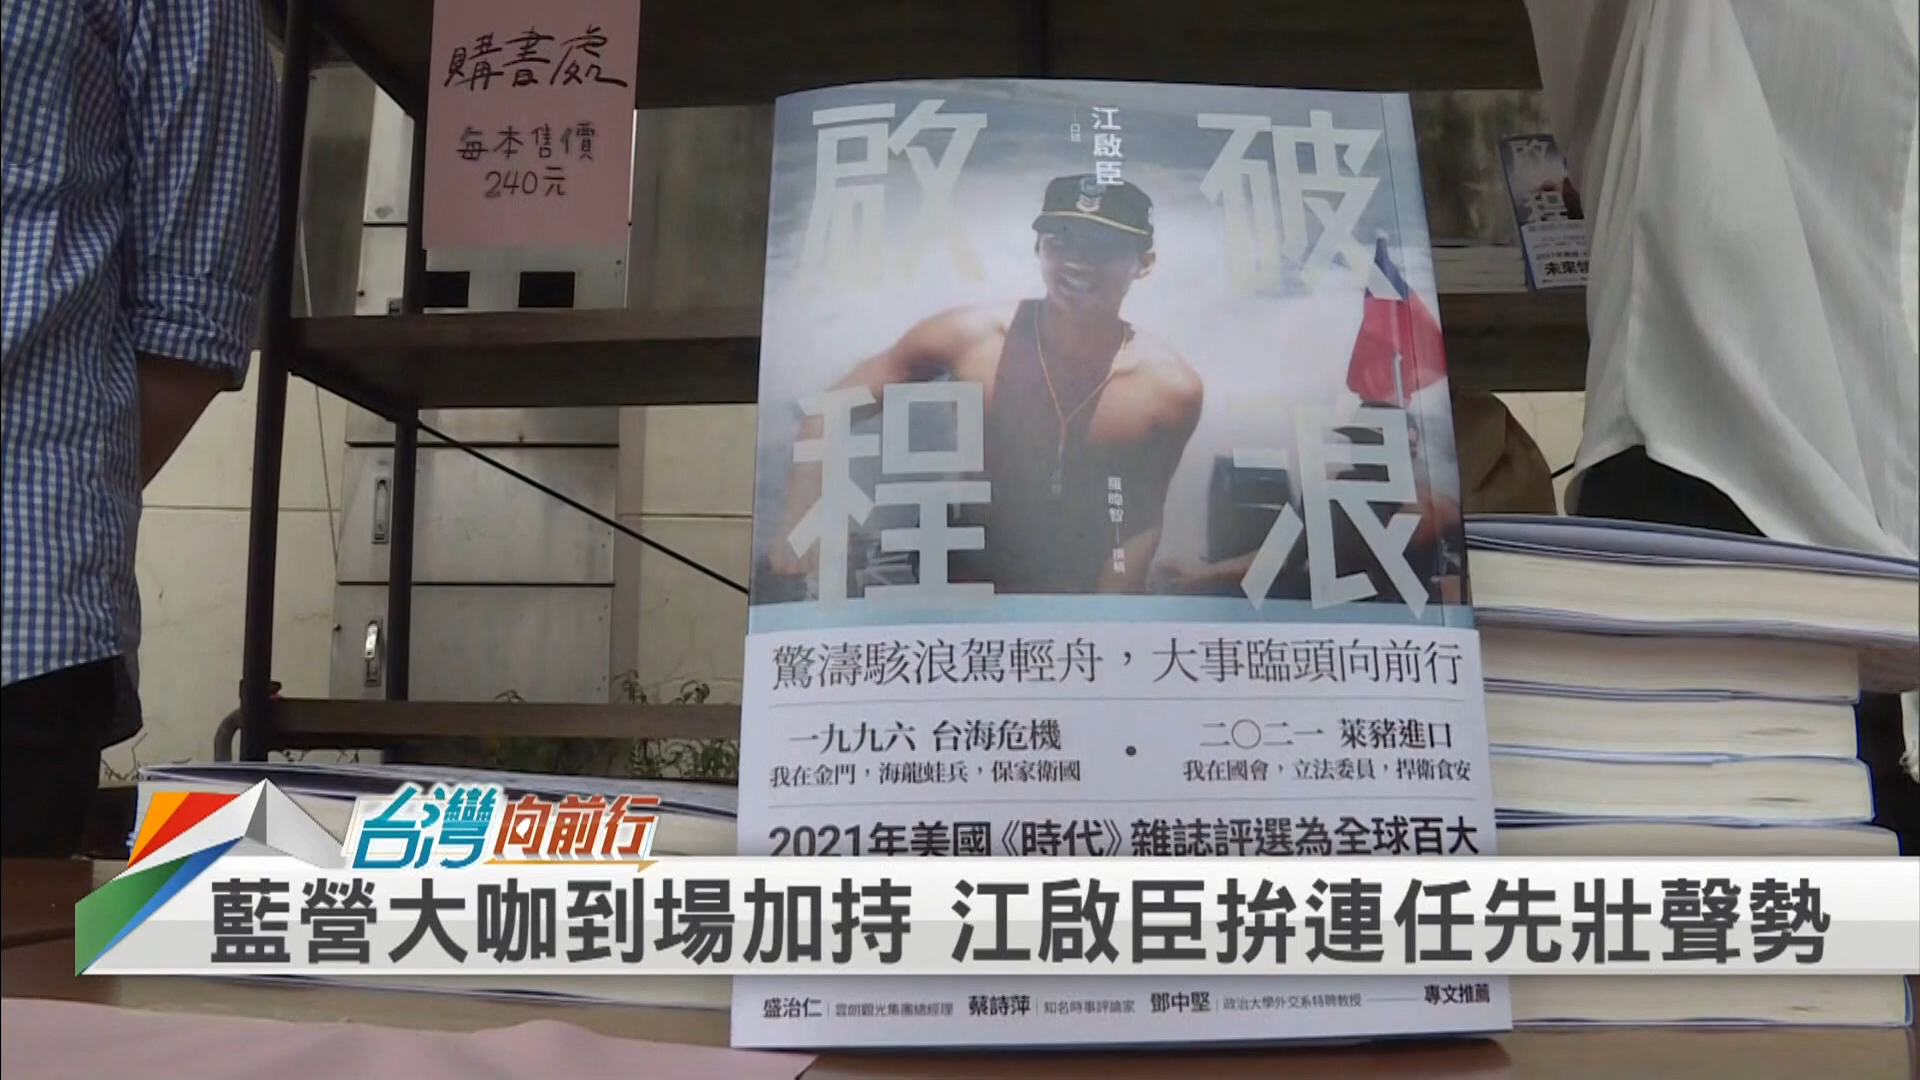 購書處
每本售價
240元
破浪
啟程
江啟臣
口述
羅暐智
撰稿
驚濤駭浪駕輕舟，大事臨頭向前行
一九九六 台海危機
我在金門，海龍蛙兵，保家衛國
•
二〇二一 萊豬進口
我在國會，立法委員，捍衛食安
2021年美國《時代》雜誌評選為全球百大
台灣向前行
藍營大咖到場加持 江啟臣拚連任先壯聲勢
盛治仁｜雲朗觀光集團總經理 蔡詩萍｜知名時事評論家 鄧中堅｜政治大學外交系特聘教授 —— 專文推薦